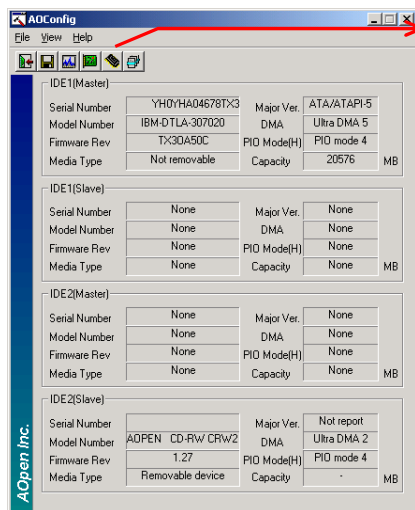 AOConfig
File View Help
IDE1(Master)
Serial Number YH0YHA04678TX3 Major Ver. ATA/ATAPI-5
Model Number IBM-DTLA-307020 DMA Ultra DMA 5
Firmware Rev TX3OA50C PIO Mode(H) PIO mode 4
Media Type Not removable Capacity 20576 MB
IDE1(Slave)
Serial Number None Major Ver. None
Model Number None DMA None
Firmware Rev None PIO Mode(H) None
Media Type None Capacity None MB
IDE2(Master)
Serial Number None Major Ver. None
Model Number None DMA None
Firmware Rev None PIO Mode(H) None
Media Type None Capacity None MB
IDE2(Slave)
Serial Number Major Ver. Not report
Model Number AOPEN CD-RW CRW2 DMA Ultra DMA 2
Firmware Rev 1.27 PIO Mode(H) PIO mode 4
Media Type Removable device Capacity - MB
AOpen Inc.